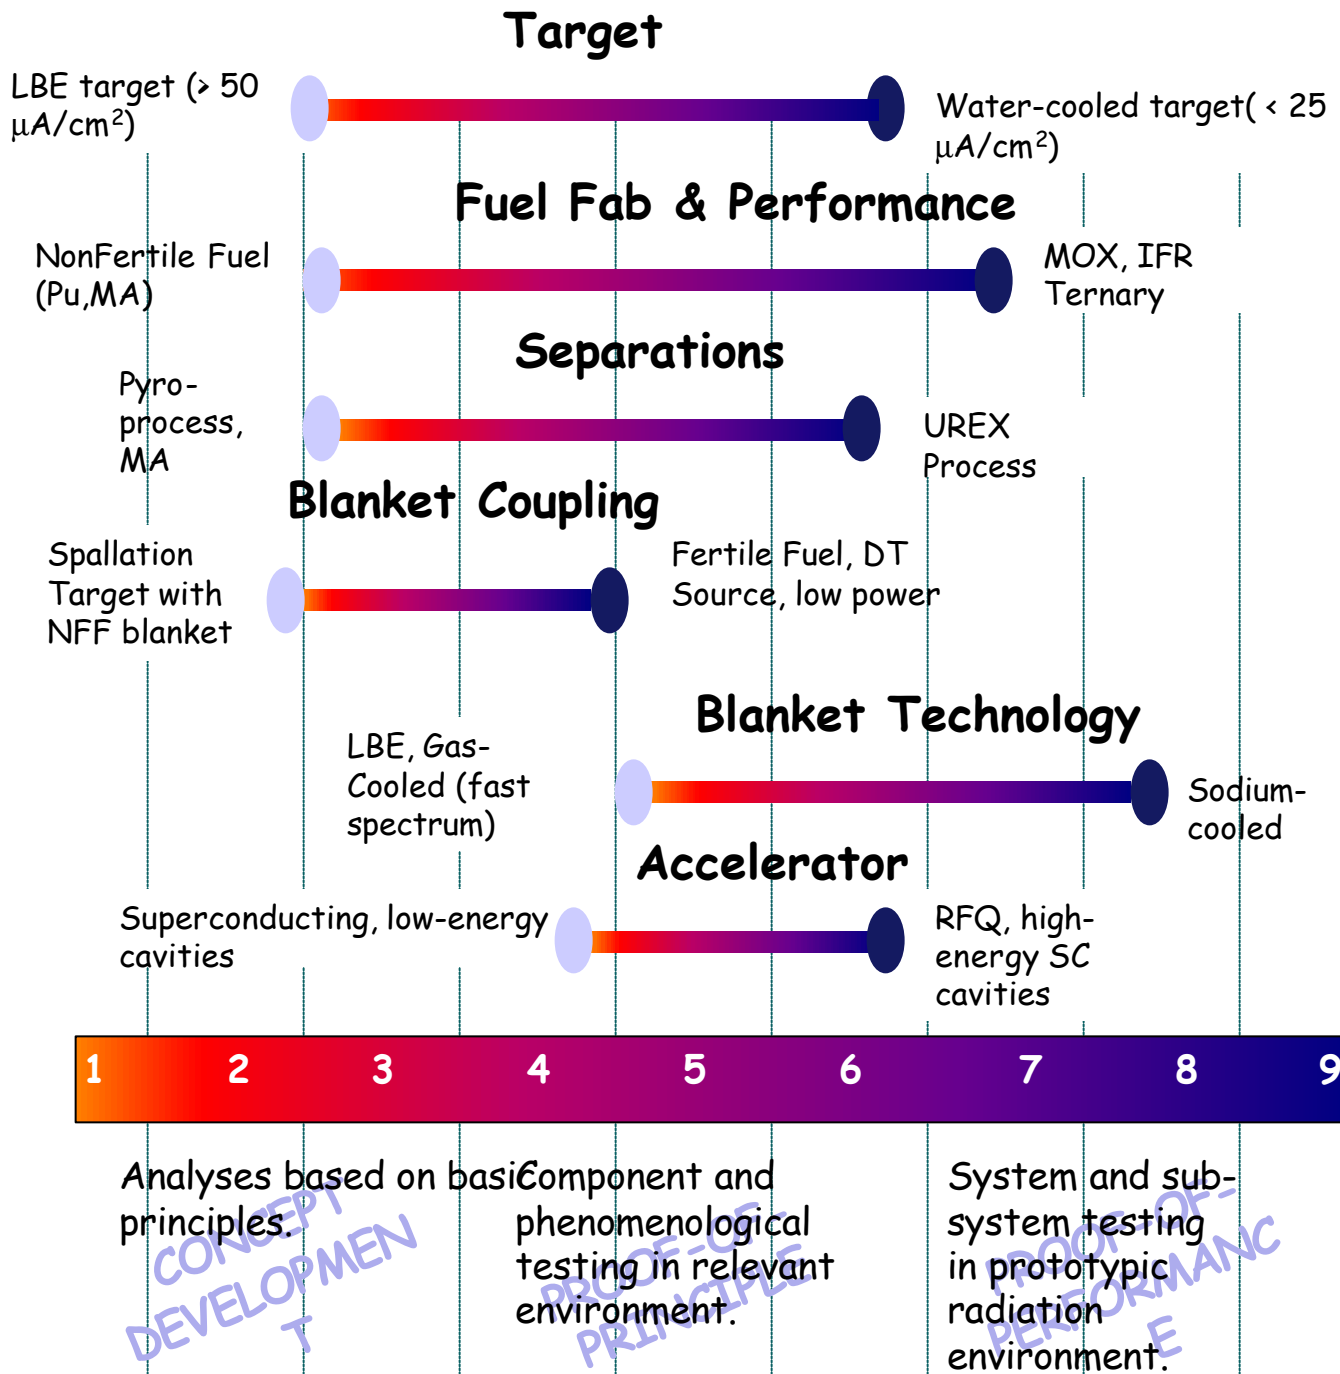 Target
LBE target (> 50
μA/cm²)
Water-cooled target( < 25
μA/cm²)
Fuel Fab & Performance
NonFertile Fuel
(Pu,MA)
MOX, IFR
Ternary
Separations
Pyro-
process,
MA
UREX
Process
Blanket Coupling
Spallation
Target with
NFF blanket
Fertile Fuel, DT
Source, low power
Blanket Technology
LBE, Gas-
Cooled (fast
spectrum)
Sodium-
cooled
Accelerator
Superconducting, low-energy
cavities
RFQ, high-
energy SC
cavities
1 2 3 4 5 6 7 8 9
Analyses based on basic
principles.
CONCEPT
DEVELOPMEN
T
Component and
phenomenological
testing in relevant
environment.
PROOF-OF-
PRINCIPLE
System and sub-
system testing
in prototypic
radiation
environment.
PROOF-OF-
PERFORMANC
E